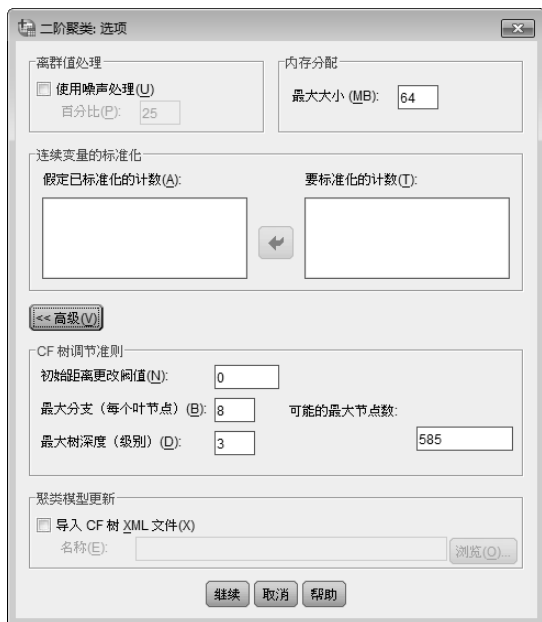 二阶聚类: 选项
离群值处理
使用噪声处理(U)
百分比(P): 25
内存分配
最大大小 (MB): 64
连续变量的标准化
假定已标准化的计数(A):
要标准化的计数(T):
<< 高级(V)
CF 树调节准则
初始距离更改阀值(N): 0
最大分支（每个叶节点）(B): 8
可能的最大节点数:
585
最大树深度（级别）(D): 3
聚类模型更新
导入 CF 树 XML 文件(X)
名称(E):
浏览(O)...
继续 取消 帮助